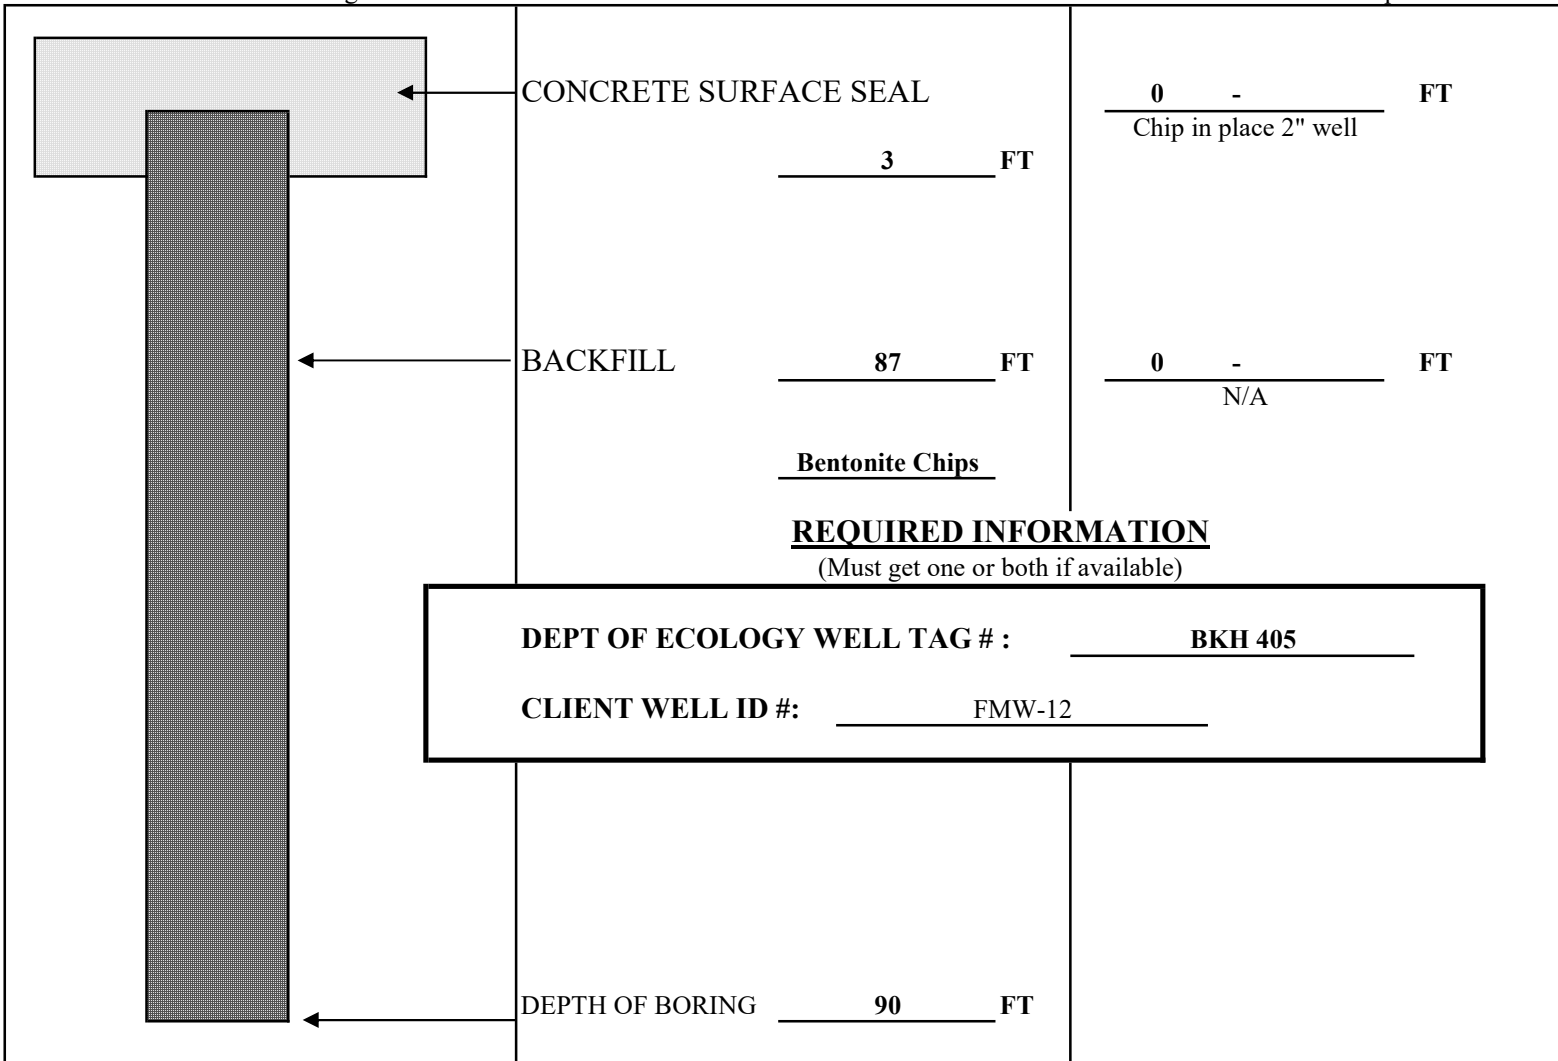 CONCRETE SURFACE SEAL 0 - FT
Chip in place 2" well
3 FT
BACKFILL 87 FT 0 - FT
N/A
Bentonite Chips
REQUIRED INFORMATION
(Must get one or both if available)
DEPT OF ECOLOGY WELL TAG # : BKH 405
CLIENT WELL ID #: FMW-12
DEPTH OF BORING 90 FT